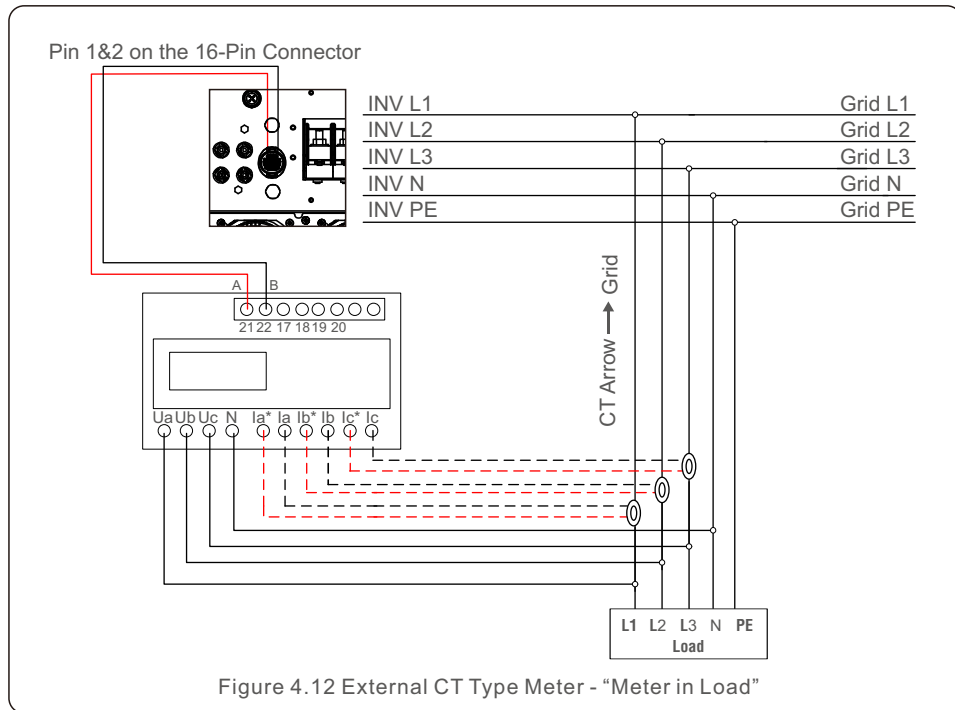 Pin 1&2 on the 16-Pin Connector
INV L1 Grid L1
INV L2 Grid L2
INV L3 Grid L3
INV N Grid N
INV PE Grid PE
CT Arrow → Grid
A B
21 22 17 18 19 20
Ua Ub Uc N Ia* Ia Ib* Ib Ic* Ic
L1 L2 L3 N PE
Load
Figure 4.12 External CT Type Meter - “Meter in Load”